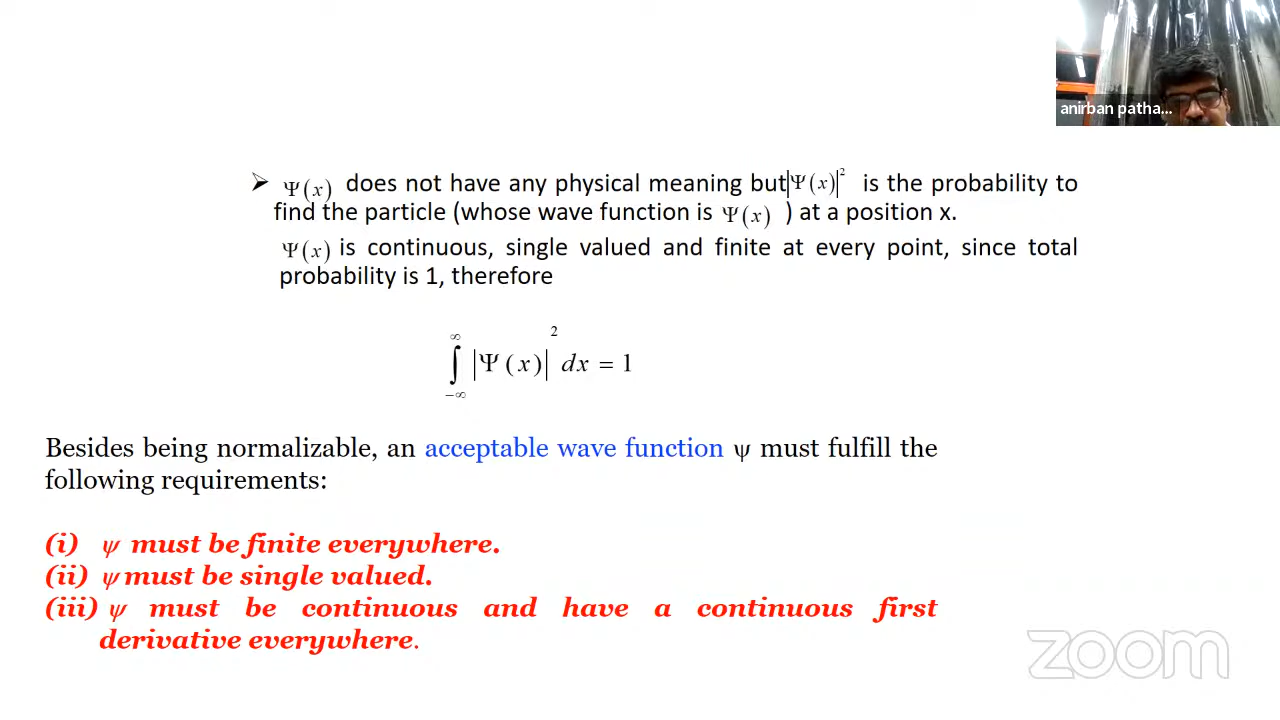 anirban patha...
➢ Ψ(x) does not have any physical meaning but|Ψ(x)|² is the probability to
find the particle (whose wave function is Ψ(x) ) at a position x.
Ψ(x) is continuous, single valued and finite at every point, since total
probability is 1, therefore
∫_{-∞}^{∞} |Ψ(x)|² dx = 1
Besides being normalizable, an acceptable wave function ψ must fulfill the
following requirements:
(i) ψ must be finite everywhere.
(ii) ψ must be single valued.
(iii) ψ must be continuous and have a continuous first
derivative everywhere.
zoom